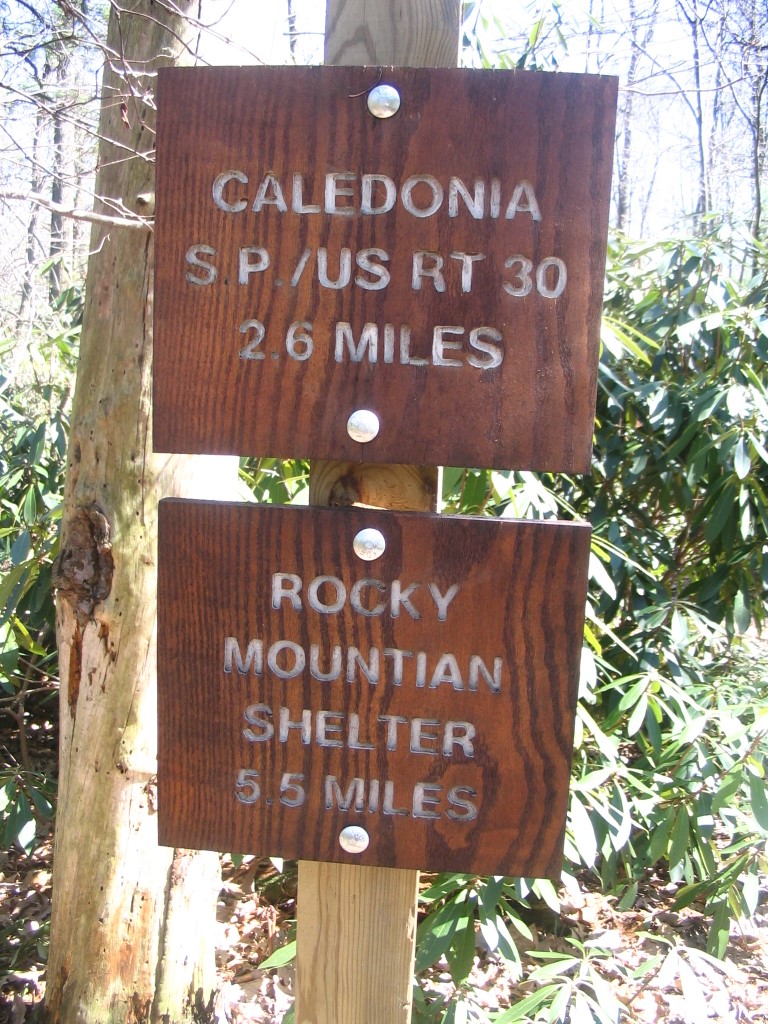 CALEDONIA
S.P./US RT 30
2.6 MILES
ROCKY
MOUNTIAN
SHELTER
5.5 MILES